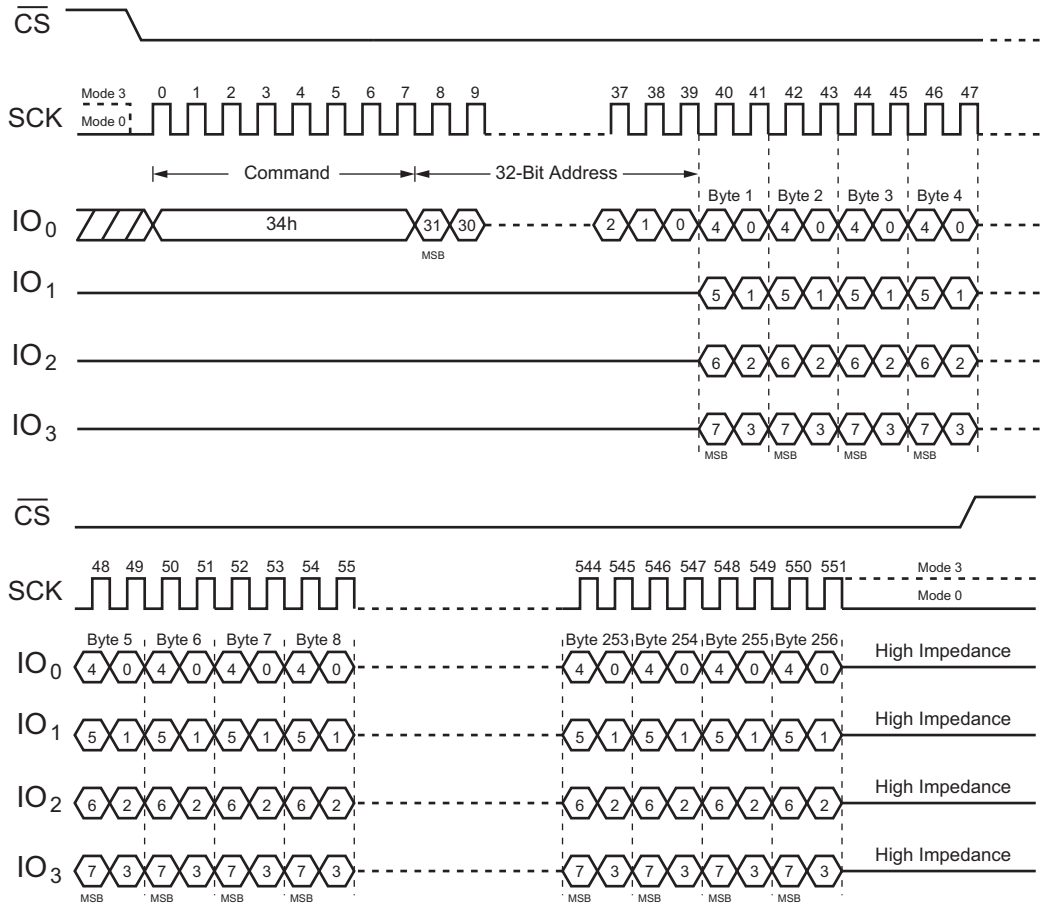 CS
Mode 3
0 1 2 3 4 5 6 7 8 9 37 38 39 40 41 42 43 44 45 46 47
SCK
Mode 0
Command 32-Bit Address
Byte 1 Byte 2 Byte 3 Byte 4
IO0 34h 31 30 2 1 0 4 0 4 0 4 0 4 0
MSB
IO1 5 1 5 1 5 1 5 1
IO2 6 2 6 2 6 2 6 2
IO3 7 3 7 3 7 3 7 3
MSB MSB MSB MSB
CS
48 49 50 51 52 53 54 55 544 545 546 547 548 549 550 551 Mode 3
SCK
Mode 0
Byte 5 Byte 6 Byte 7 Byte 8 Byte 253 Byte 254 Byte 255 Byte 256
IO0 4 0 4 0 4 0 4 0 4 0 4 0 4 0 4 0 High Impedance
IO1 5 1 5 1 5 1 5 1 5 1 5 1 5 1 5 1 High Impedance
IO2 6 2 6 2 6 2 6 2 6 2 6 2 6 2 6 2 High Impedance
IO3 7 3 7 3 7 3 7 3 7 3 7 3 7 3 7 3 High Impedance
MSB MSB MSB MSB MSB MSB MSB MSB